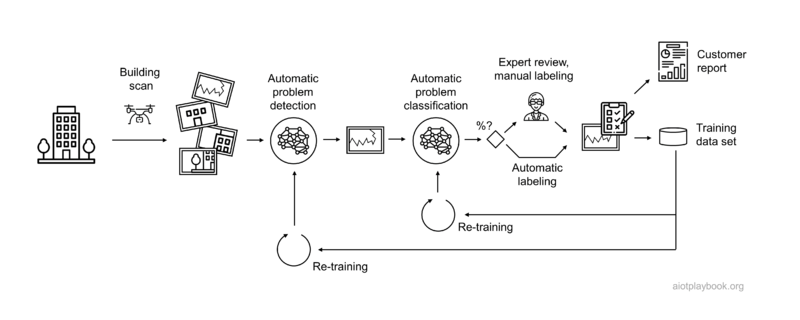 Building
scan
Automatic
problem
detection
Automatic
problem
classification
%?
Expert review,
manual labeling
Automatic
labeling
Customer
report
Training
data set
Re-training
Re-training
aiotplaybook.org